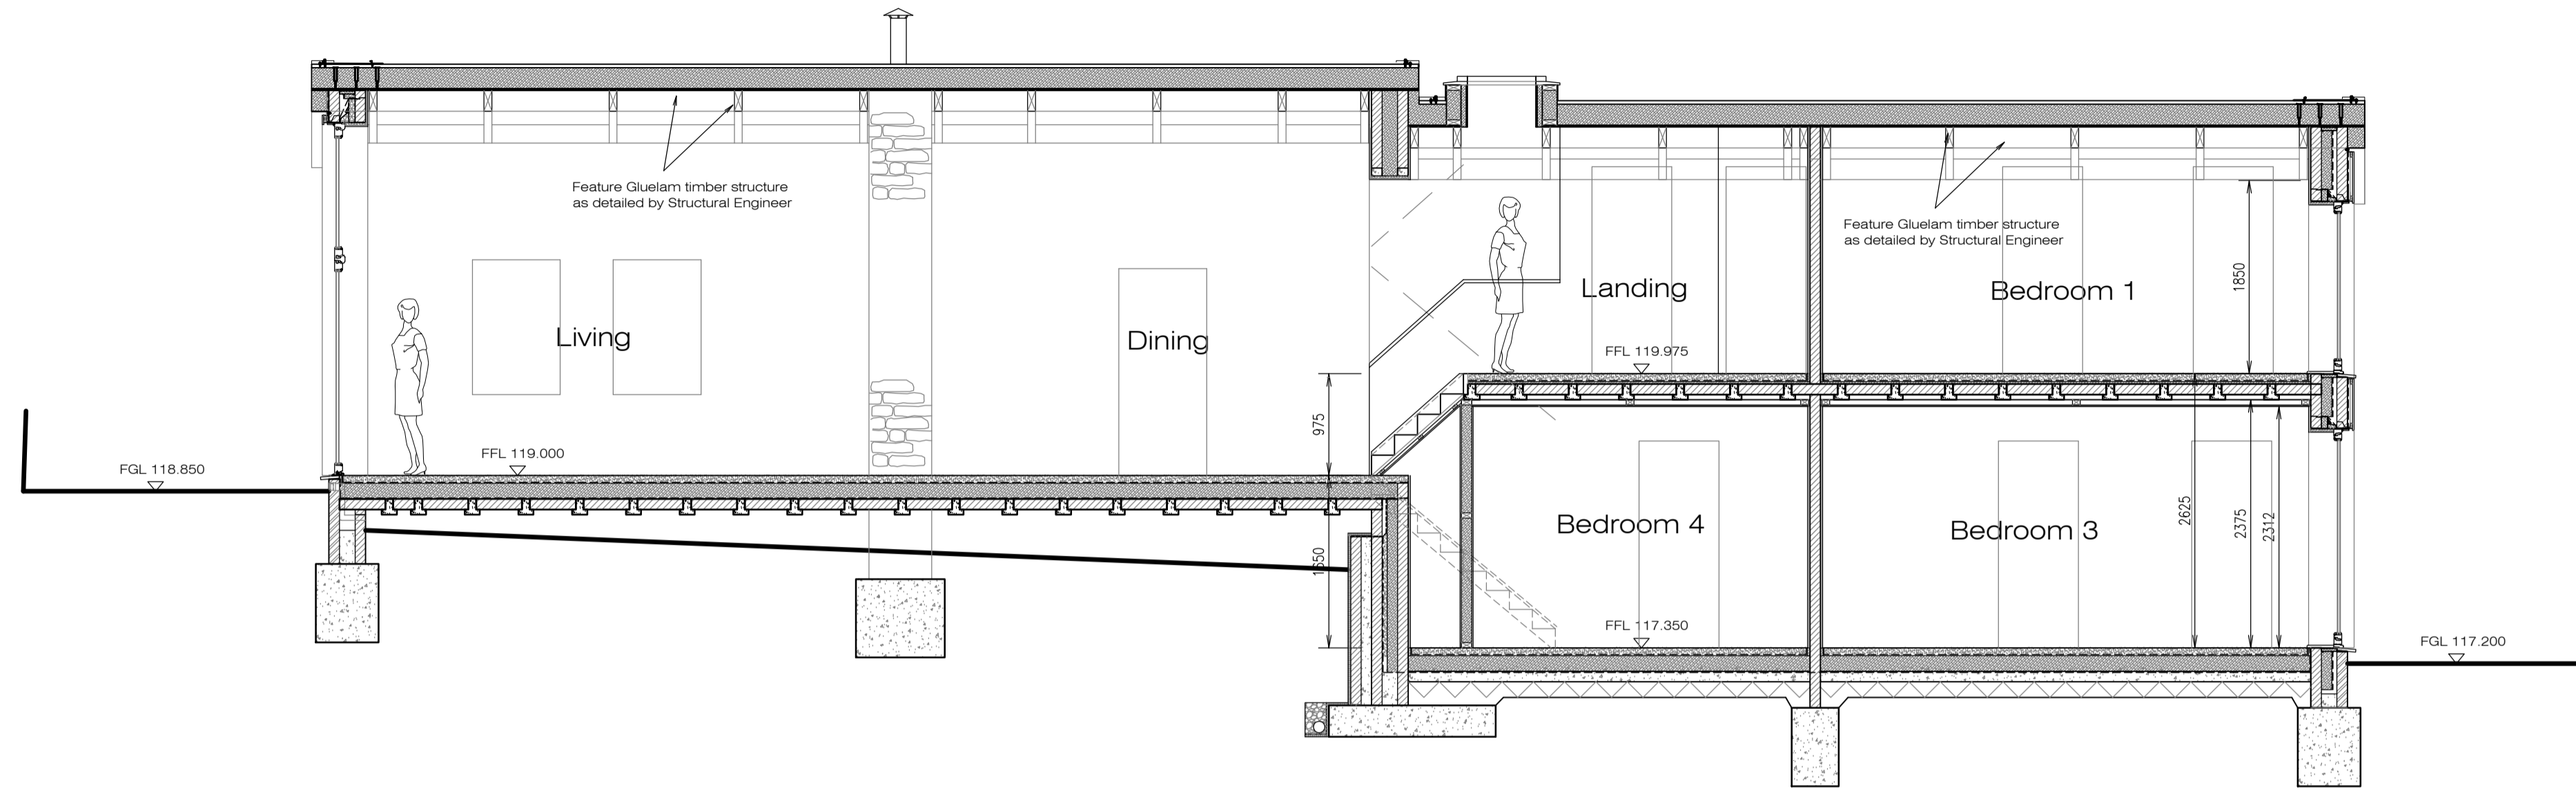 Feature Gluelam timber structure
as detailed by Structural Engineer
Feature Gluelam timber structure
as detailed by Structural Engineer
Living
Dining
Landing
Bedroom 1
1850
FFL 119.975
975
FFL 119.000
FGL 118.850
Bedroom 4
Bedroom 3
2625
2375
2312
1650
FFL 117.350
FGL 117.200